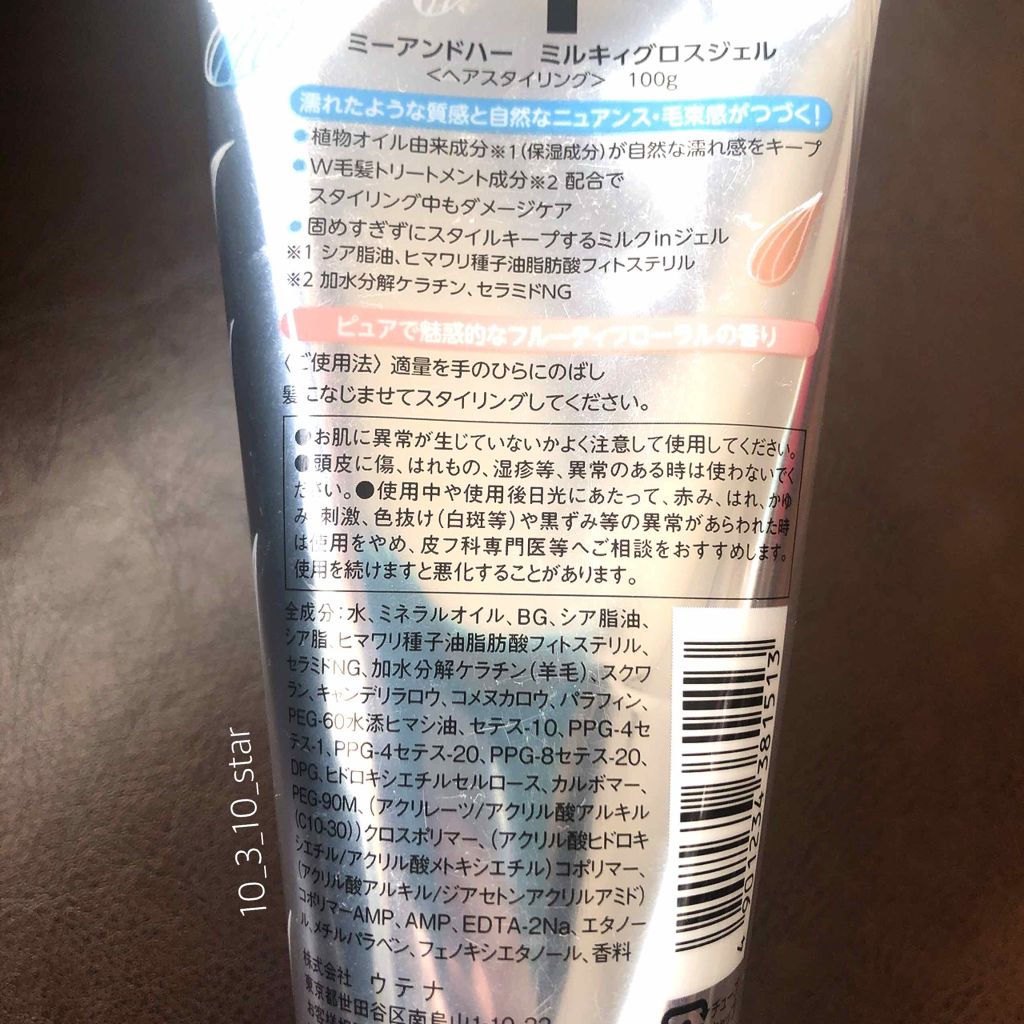 ミーアンドハー ミルキィグロスジェル
<ヘアスタイリング> 100g
濡れたような質感と自然なニュアンス・毛束感がつづく!
●植物オイル由来成分※1(保湿成分)が自然な濡れ感をキープ
●W毛髪トリートメント成分※2 配合で
スタイリング中もダメージケア
●固めすぎずにスタイルキープするミルクinジェル
※1 シア脂油、ヒマワリ種子油脂肪酸フィトステリル
※2 加水分解ケラチン、セラミドNG
ピュアで魅惑的なフルーティフローラルの香り
〈ご使用法〉適量を手のひらにのばし
髪になじませてスタイリングしてください。
●お肌に異常が生じていないかよく注意して使用してください。
●頭皮に傷、はれもの、湿疹等、異常のある時は使わないでく
ださい。●使用中や使用後日光にあたって、赤み、はれ、かゆ
み、刺激、色抜け(白斑等)や黒ずみ等の異常があらわれた時
は使用をやめ、皮フ科専門医等へご相談をおすすめします。
使用を続けますと悪化することがあります。
全成分:水、ミネラルオイル、BG、シア脂油、
シア脂、ヒマワリ種子油脂肪酸フィトステリル、
セラミドNG、加水分解ケラチン(羊毛)、スクワ
ラン、キャンデリラロウ、コメヌカロウ、パラフィン、
PEG-60水添ヒマシ油、セテス-10、PPG-4セ
テス-1、PPG-4セテス-20、PPG-8セテス-20、
DPG、ヒドロキシエチルセルロース、カルボマー、
PEG-90M、(アクリレーツ/アクリル酸アルキル
(C10-30))クロスポリマー、(アクリル酸ヒドロキ
シエチル/アクリル酸メトキシエチル)コポリマー、
(アクリル酸アルキル/ジアセトンアクリルアミド)
コポリマーAMP、AMP、EDTA-2Na、エタノー
ル、メチルパラベン、フェノキシエタノール、香料
株式会社 ウテナ
東京都世田谷区南烏山1-10-22
お客様相
4 901234 381513
チューブ
10_3_10_star